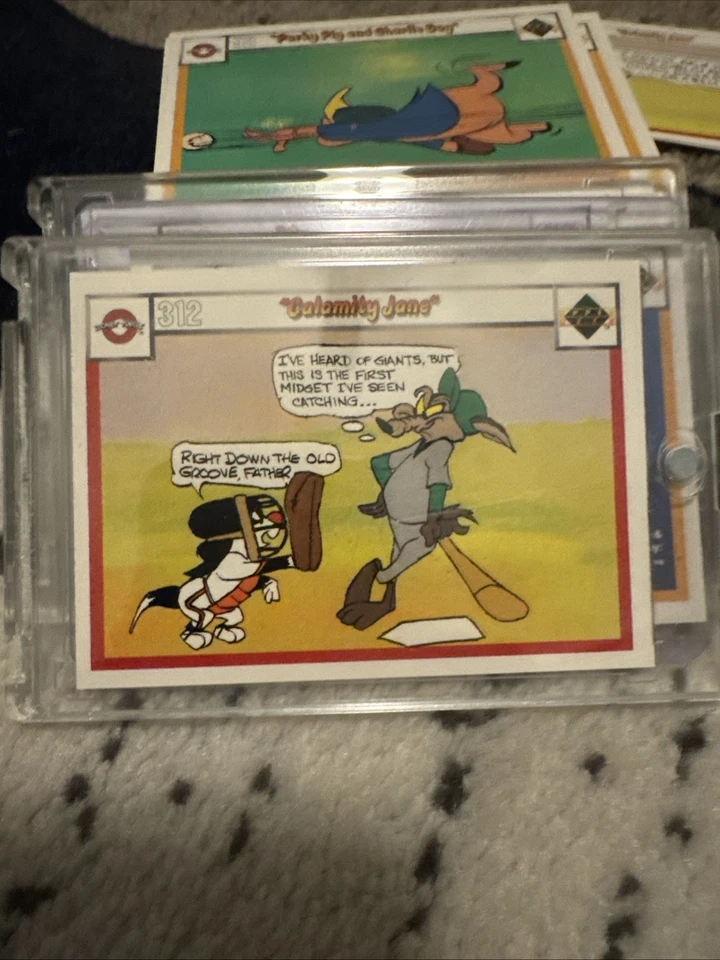 "Porky Pig and Charlie Dog"
312
"Calamity Jane"
I'VE HEARD OF GIANTS, BUT
THIS IS THE FIRST
MIDGET I'VE SEEN
CATCHING...
RIGHT DOWN THE OLD
GROOVE, FATHER